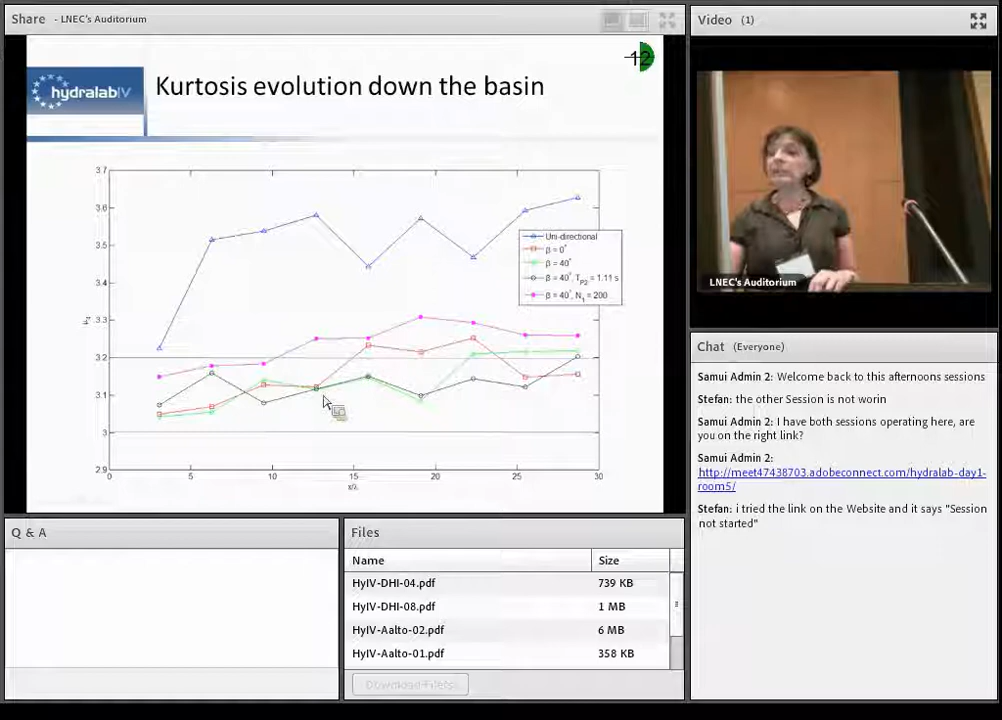 Share - LNEC's Auditorium
12
hydralabIV
Kurtosis evolution down the basin
3.7
3.6
3.5
3.4
3.3
3.2
3.1
3
2.9
0
5
10
15
20
25
30
x/λ
Uni-directional
β = 0°
β = 40°
β = 40°, TP2 = 1.11 s
β = 40°, N1 = 200
Video (1)
LNEC's Auditorium
Chat (Everyone)
Samui Admin 2: Welcome back to this afternoons sessions
Stefan: the other Session is not worin
Samui Admin 2: I have both sessions operating here, are
you on the right link?
Samui Admin 2:
http://meet47438703.adobeconnect.com/hydralab-day1-
room5/
Stefan: i tried the link on the Website and it says "Session
not started"
Q & A
Files
Name Size
HyIV-DHI-04.pdf 739 KB
HyIV-DHI-08.pdf 1 MB
HyIV-Aalto-02.pdf 6 MB
HyIV-Aalto-01.pdf 358 KB
Download Files